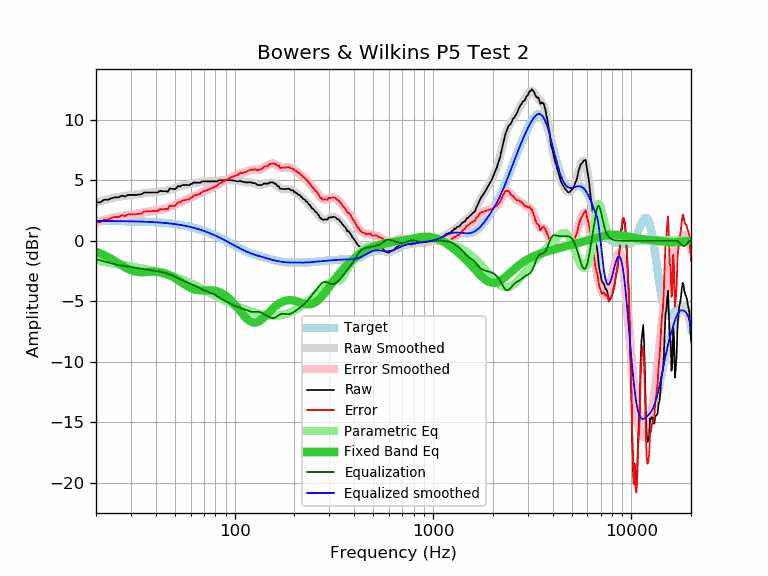 Bowers & Wilkins P5 Test 2
Amplitude (dBr)
10
5
0
−5
−10
−15
−20
Target
Raw Smoothed
Error Smoothed
Raw
Error
Parametric Eq
Fixed Band Eq
Equalization
Equalized smoothed
100 1000 10000
Frequency (Hz)